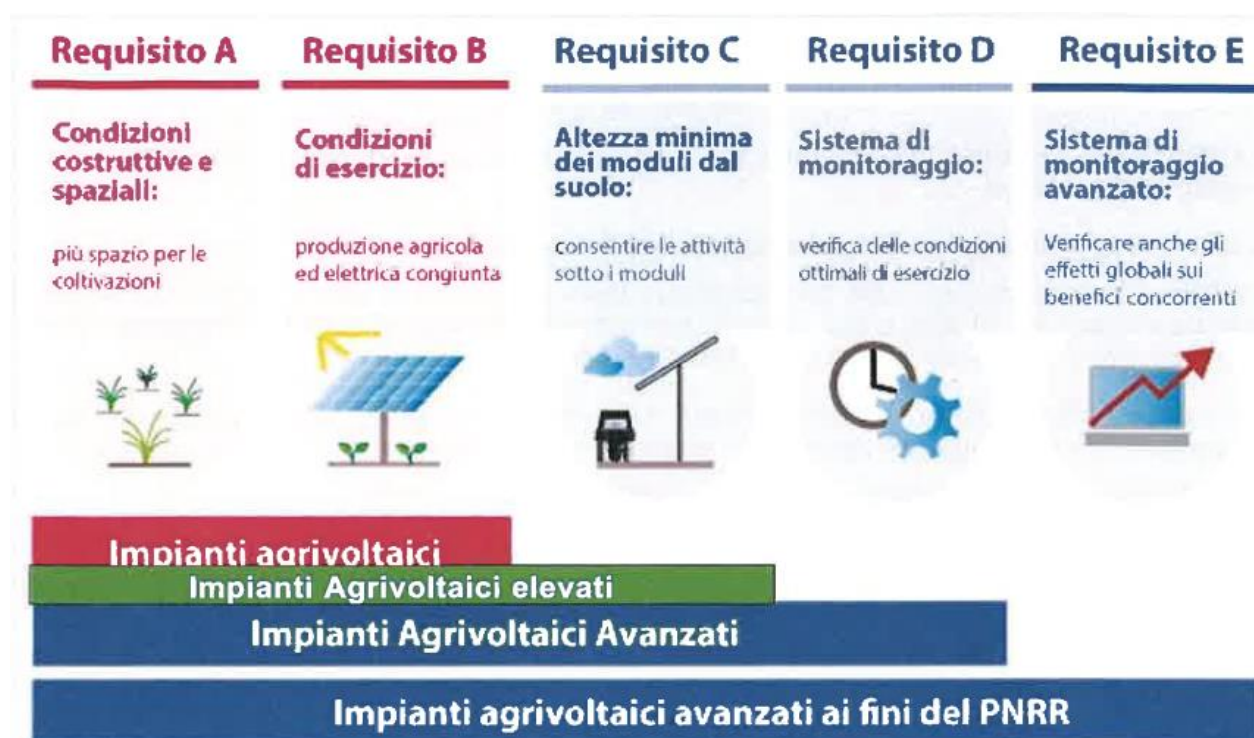 Requisito A
Requisito B
Requisito C
Requisito D
Requisito E
Condizioni
costruttive e
spaziali:
più spazio per le
coltivazioni
Condizioni
di esercizio:
produzione agricola
ed elettrica congiunta
Altezza minima
dei moduli dal
suolo:
consentire le attività
sotto i moduli
Sistema di
monitoraggio:
verifica delle condizioni
ottimali di esercizio
Sistema di
monitoraggio
avanzato:
Verificare anche gli
effetti globali sui
benefici concorrenti
Impianti agrivoltaici
Impianti Agrivoltaici elevati
Impianti Agrivoltaici Avanzati
Impianti agrivoltaici avanzati ai fini del PNRR